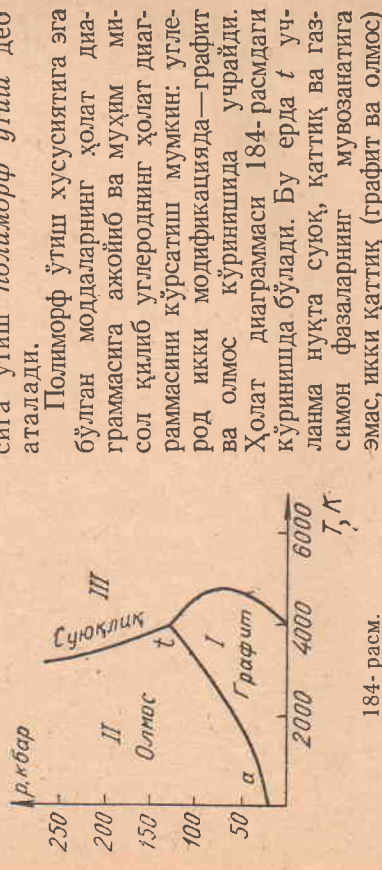 сига ўтиш полиморф ўтиш деб
аталади.
Полиморф ўтиш хусусиятига эга
бўлган моддаларнинг ҳолат диа-
граммасига ажойиб ва муҳим ми-
сол қилиб углероднинг ҳолат диаг-
раммасини кўрсатиш мумкин: угле-
род икки модификацияда—графит
ва олмос кўринишида учрайди.
Ҳолат диаграммаси 184- расмдаги
кўринишда бўлади. Бу ерда t уч-
ланма нуқта суюқ, қаттиқ ва газ-
симон фазаларнинг мувозанатига
эмас, икки қаттиқ (графит ва олмос)
p, кбар
250
200
150
100
50
II
Олмос
Суюқлик
III
t
I
Графит
a
2000
4000
6000
T, K
184- расм.